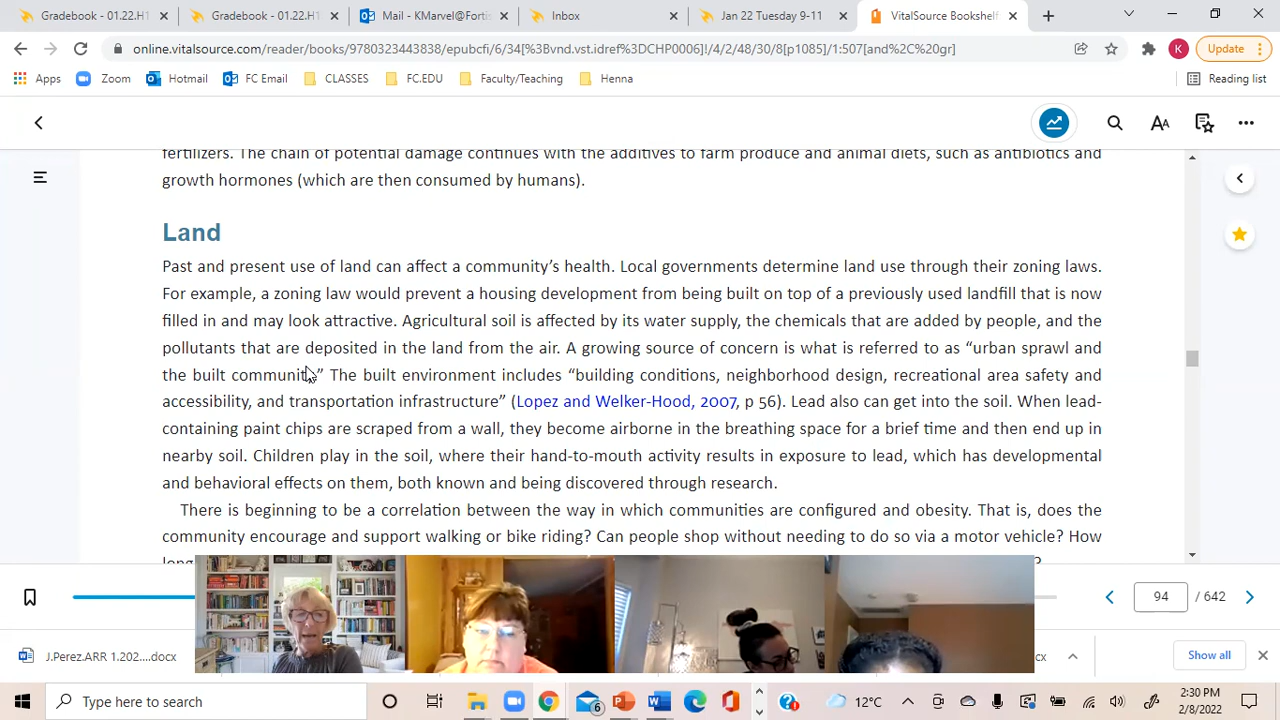 Gradebook - 01.22.H1
Gradebook - 01.22.H1
Mail - KMarvel@Fortis
Inbox
Jan 22 Tuesday 9-11
VitalSource Bookshelf
online.vitalsource.com/reader/books/9780323443838/epubcfi/6/34[%3Bvnd.vst.idref%3DCHP0006]!/4/2/48/30/8[p1085]/1:507[and%2C%20gr]
K
Update
Apps
Zoom
Hotmail
FC Email
CLASSES
FC.EDU
Faculty/Teaching
Henna
Reading list
fertilizers. The chain of potential damage continues with the additives to farm produce and animal diets, such as antibiotics and
growth hormones (which are then consumed by humans).
Land
Past and present use of land can affect a community’s health. Local governments determine land use through their zoning laws.
For example, a zoning law would prevent a housing development from being built on top of a previously used landfill that is now
filled in and may look attractive. Agricultural soil is affected by its water supply, the chemicals that are added by people, and the
pollutants that are deposited in the land from the air. A growing source of concern is what is referred to as “urban sprawl and
the built community.” The built environment includes “building conditions, neighborhood design, recreational area safety and
accessibility, and transportation infrastructure” (Lopez and Welker-Hood, 2007, p 56). Lead also can get into the soil. When lead-
containing paint chips are scraped from a wall, they become airborne in the breathing space for a brief time and then end up in
nearby soil. Children play in the soil, where their hand-to-mouth activity results in exposure to lead, which has developmental
and behavioral effects on them, both known and being discovered through research.
There is beginning to be a correlation between the way in which communities are configured and obesity. That is, does the
community encourage and support walking or bike riding? Can people shop without needing to do so via a motor vehicle? How
94 / 642
J.Perez.ARR 1.202....docx
Show all
Type here to search
6
12°C
2:30 PM
2/8/2022